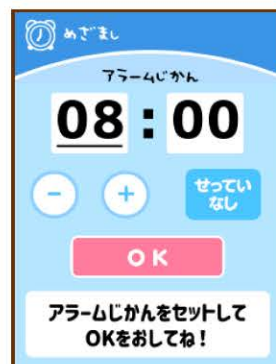 めざまし
アラームじかん
08:00
- +
せってい
なし
OK
アラームじかんをセットして
OKをおしてね!